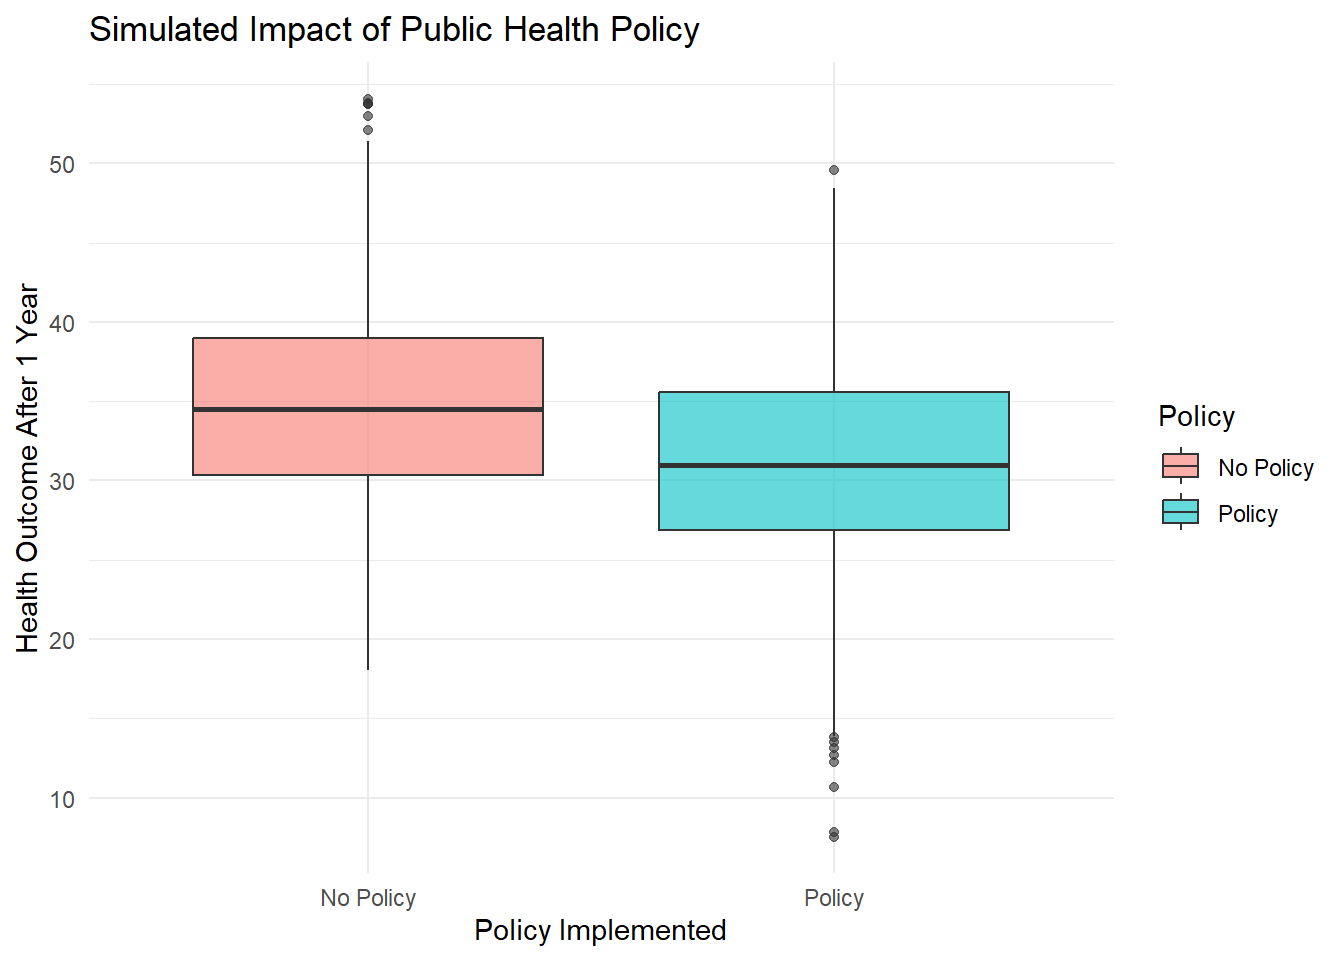 Simulated Impact of Public Health Policy
Health Outcome After 1 Year
50
40
30
20
10
No Policy
Policy
Policy Implemented
Policy
No Policy
Policy